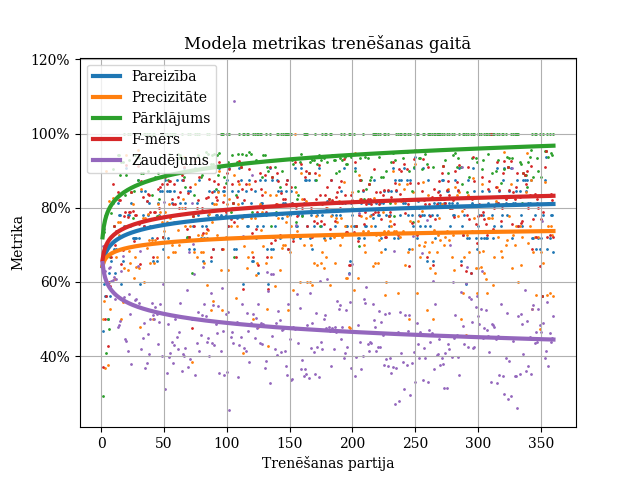 Modeļa metrikas trenēšanas gaitā
120%
100%
80%
60%
40%
Metrika
Pareizība
Precizitāte
Pārklājums
F-mērs
Zaudējums
0 50 100 150 200 250 300 350
Trenēšanas partija